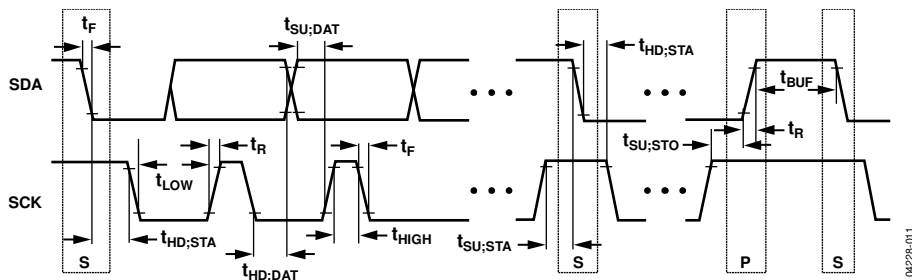 tF
tSU;DAT
tHD;STA
SDA
tBUF
tR
tF
tSU;STO
tR
tLOW
SCK
tHD;STA
tHIGH
tSU;STA
tHD;DAT
S
S
P
S
04228-011